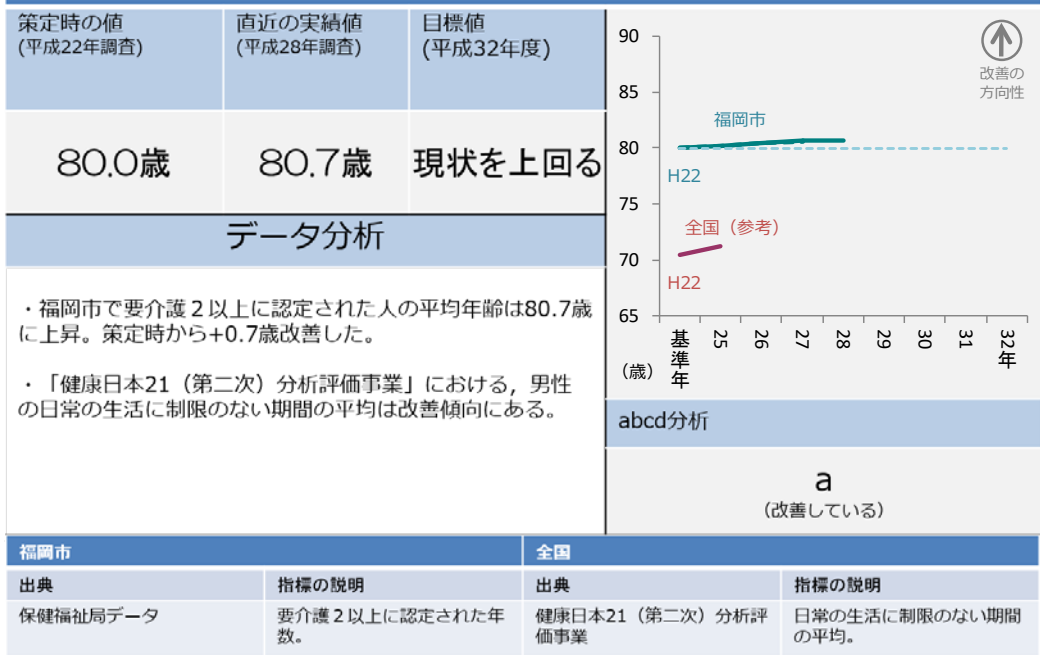 策定時の値
(平成22年調査)
直近の実績値
(平成28年調査)
目標値
(平成32年度)
80.0歳
80.7歳
現状を上回る
データ分析
・福岡市で要介護２以上に認定された人の平均年齢は80.7歳
に上昇。策定時から+0.7歳改善した。
・「健康日本21（第二次）分析評価事業」における，男性
の日常の生活に制限のない期間の平均は改善傾向にある。
90
85
80
75
70
65
改善の
方向性
福岡市
H22
全国（参考）
H22
（歳）
基準年
25
26
27
28
29
30
31
32年
abcd分析
a
（改善している）
福岡市
全国
出典
指標の説明
出典
指標の説明
保健福祉局データ
要介護２以上に認定された年
数。
健康日本21（第二次）分析評
価事業
日常の生活に制限のない期間
の平均。